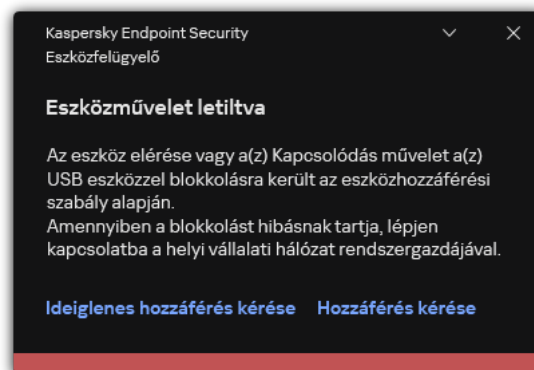 Kaspersky Endpoint Security
Eszközfelügyelő
Eszközművelet letiltva
Az eszköz elérése vagy a(z) Kapcsolódás művelet a(z)
USB eszközzel blokkolásra került az eszközhozzáférési
szabály alapján.
Amennyiben a blokkolást hibásnak tartja, lépjen
kapcsolatba a helyi vállalati hálózat rendszergazdájával.
Ideiglenes hozzáférés kérése Hozzáférés kérése